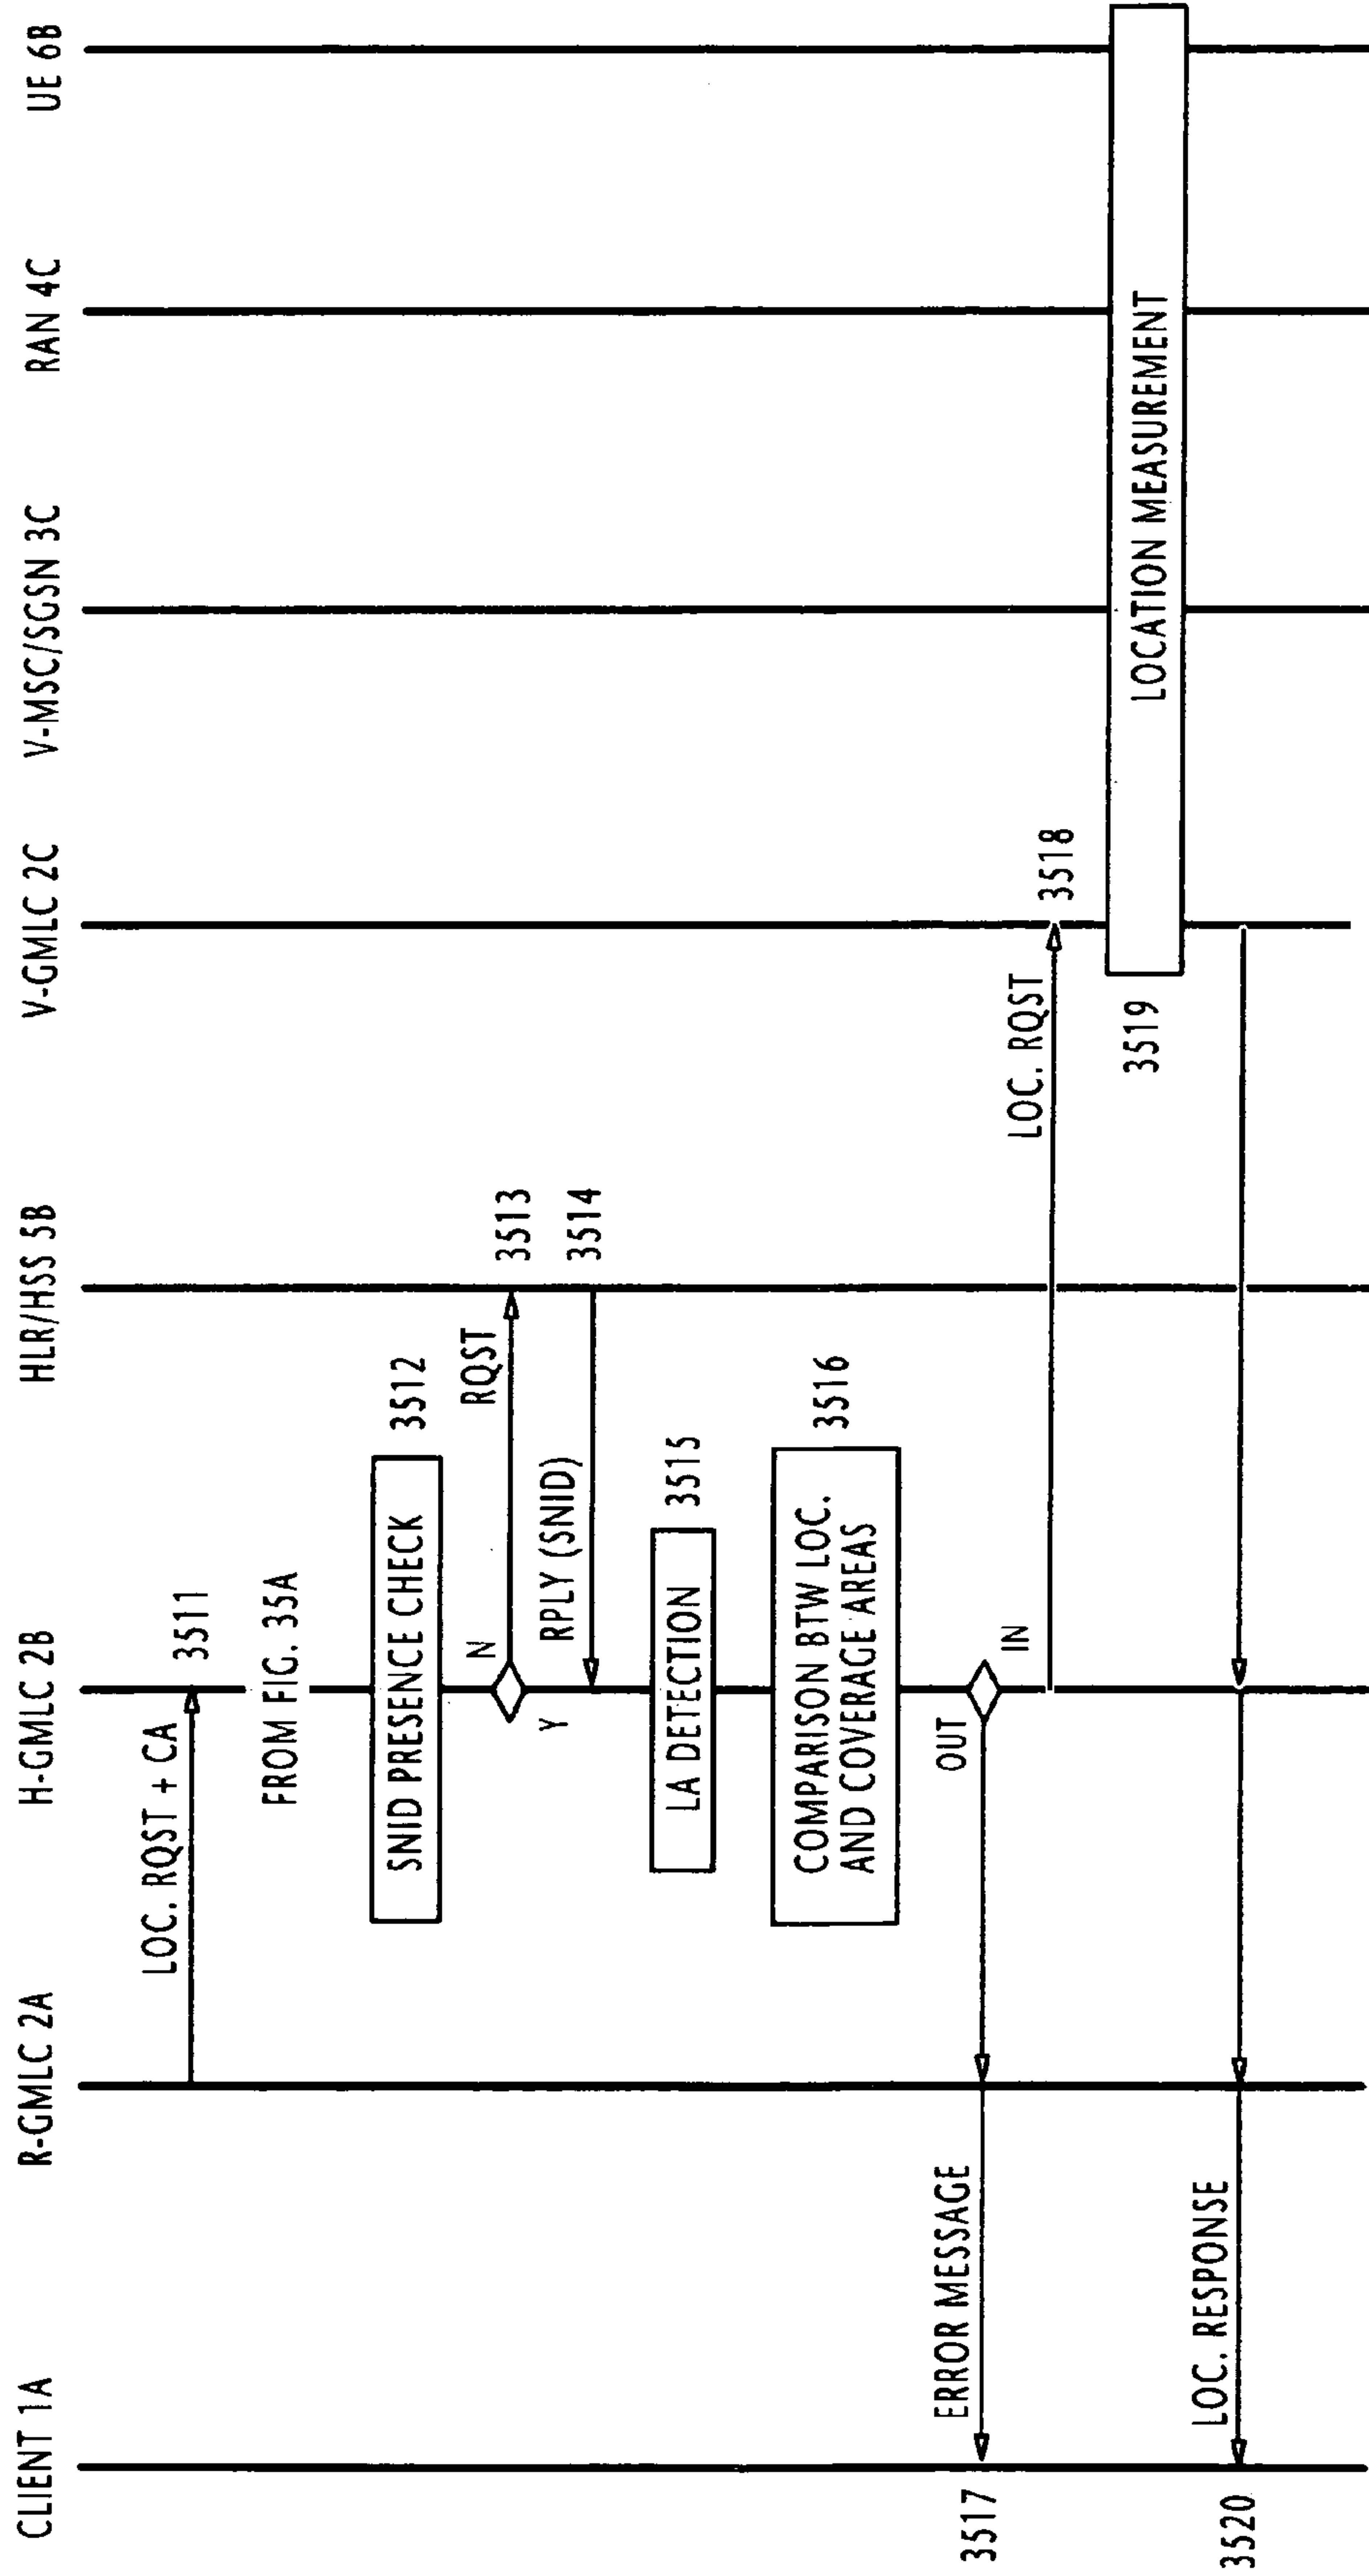 CLIENT 1A
R-GMLC 2A
H-GMLC 2B
HLR/HSS 5B
V-GMLC 2C
V-MSC/SGSN 3C
RAN 4C
UE 6B
LOC. RQST + CA
3511
FROM FIG. 35A
SNID PRESENCE CHECK
3512
N
RQST
3513
Y
RPLY (SNID)
3514
LA DETECTION
3515
COMPARISON BTW LOC.
AND COVERAGE AREAS
3516
3517
ERROR MESSAGE
OUT
IN
LOC. RQST
3518
3519
LOCATION MEASUREMENT
3520
LOC. RESPONSE